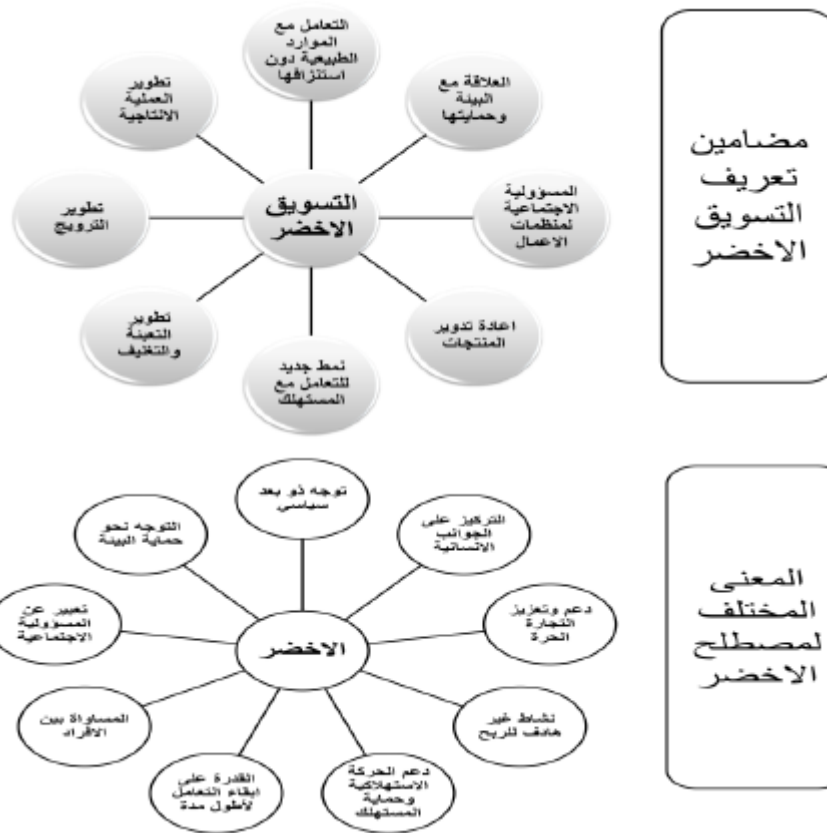 مضامين
تعريف
التسويق
الاخضر
التسويق
الاخضر
التعامل مع
الموارد
الطبيعية دون
استنزافها
العلاقة مع
البيئة
وحمايتها
المسؤولية
الاجتماعية
لمنظمات
الاعمال
اعادة تدوير
المنتجات
نمط جديد
للتعامل مع
المستهلك
تطوير
التعبئة
والتغليف
تطوير
الترويج
تطوير
العملية
الانتاجية
المعنى
المختلف
لمصطلح
الاخضر
الاخضر
توجه ذو بعد
سياسي
التركيز على
الجوانب
الانسانية
دعم وتعزيز
التجارة
الحرة
نشاط غير
هادف للربح
دعم الحركة
الاستهلاكية
وحماية
المستهلك
القدرة على
ابقاء التعامل
لأطول مدة
المساواة بين
الافراد
تعبير عن
المسؤولية
الاجتماعية
التوجه نحو
حماية البيئة